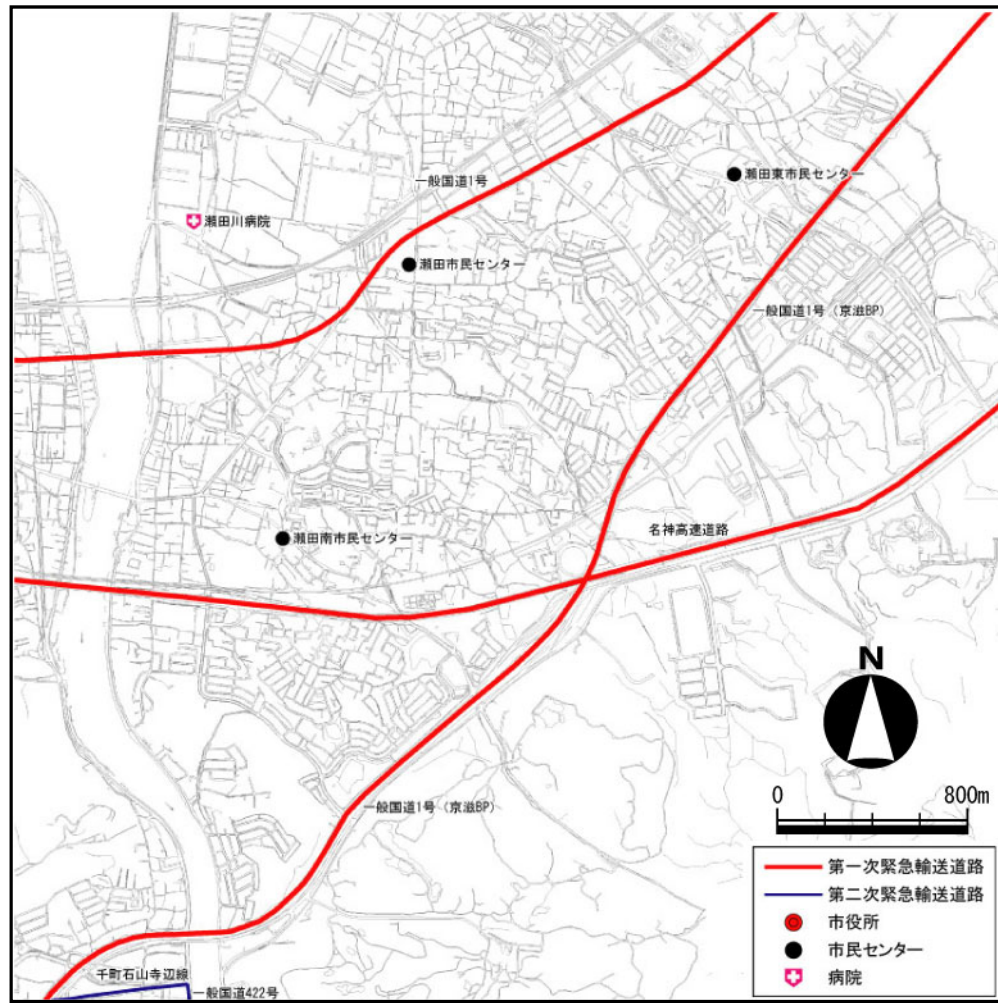 一般国道1号
瀬田東市民センター
瀬田川病院
瀬田市民センター
一般国道1号（京滋BP）
名神高速道路
瀬田南市民センター
N
0 800m
一般国道1号（京滋BP）
第一次緊急輸送道路
第二次緊急輸送道路
市役所
市民センター
病院
千町石山寺辺線
一般国道422号